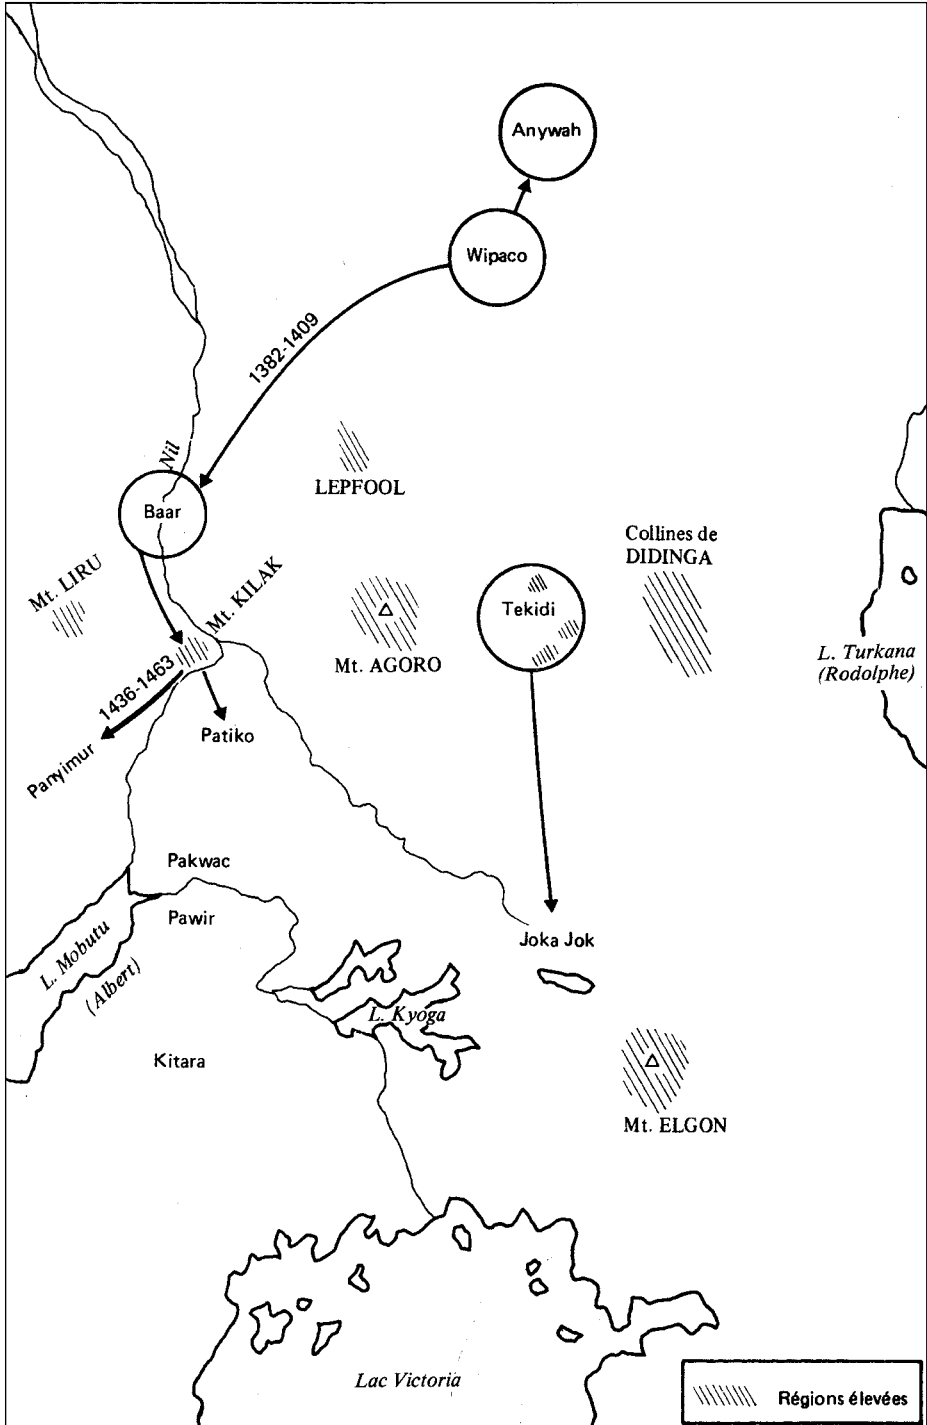 Anywah
Wipaco
1382-1409
Nil
LEPFOOL
Baar
Collines de
DIDINGA
Mt. LIRU
Mt. KILAK
Tekidi
Mt. AGORO
L. Turkana
(Rodolphe)
1436-1463
Patiko
Panyimur
Pakwac
Pawir
L. Mobutu
(Albert)
Joka Jok
L. Kyoga
Kitara
Mt. ELGON
Lac Victoria
Régions élevées